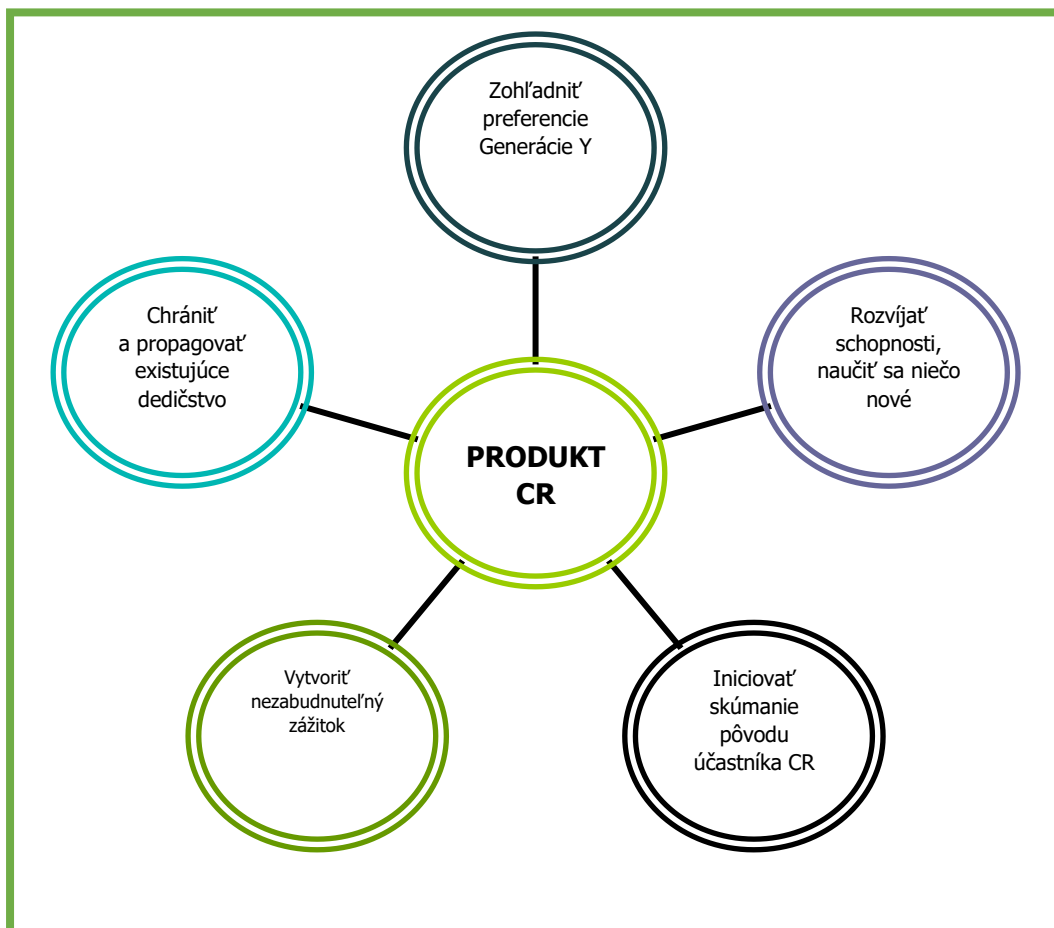 Zohľadniť
preferencie
Generácie Y
Chrániť
a propagovať
existujúce
dedičstvo
Rozvíjať
schopnosti,
naučiť sa niečo
nové
PRODUKT
CR
Vytvoriť
nezabudnuteľný
zážitok
Iniciovať
skúmanie
pôvodu
účastníka CR